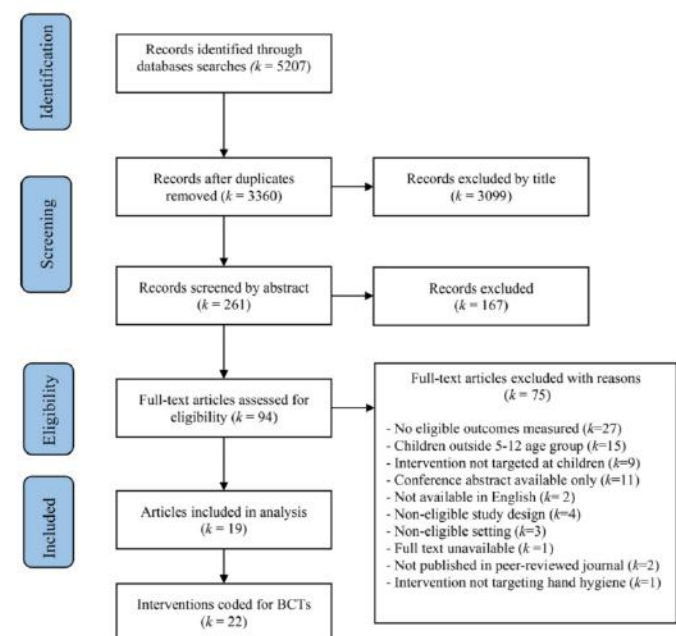 Identification
Records identified through
databases searches (k = 5207)
Screening
Records after duplicates
removed (k = 3360)
Records excluded by title
(k = 3099)
Records screened by abstract
(k = 261)
Records excluded
(k = 167)
Eligibility
Full-text articles assessed for
eligibility (k = 94)
Full-text articles excluded with reasons
(k = 75)
- No eligible outcomes measured (k=27)
- Children outside 5-12 age group (k=15)
- Intervention not targeted at children (k=9)
- Conference abstract available only (k=11)
- Not available in English (k= 2)
- Non-eligible study design (k=4)
- Non-eligible setting (k=3)
- Full text unavailable (k =1)
- Not published in peer-reviewed journal (k=2)
- Intervention not targeting hand hygiene (k=1)
Included
Articles included in analysis
(k = 19)
Interventions coded for BCTs
(k = 22)